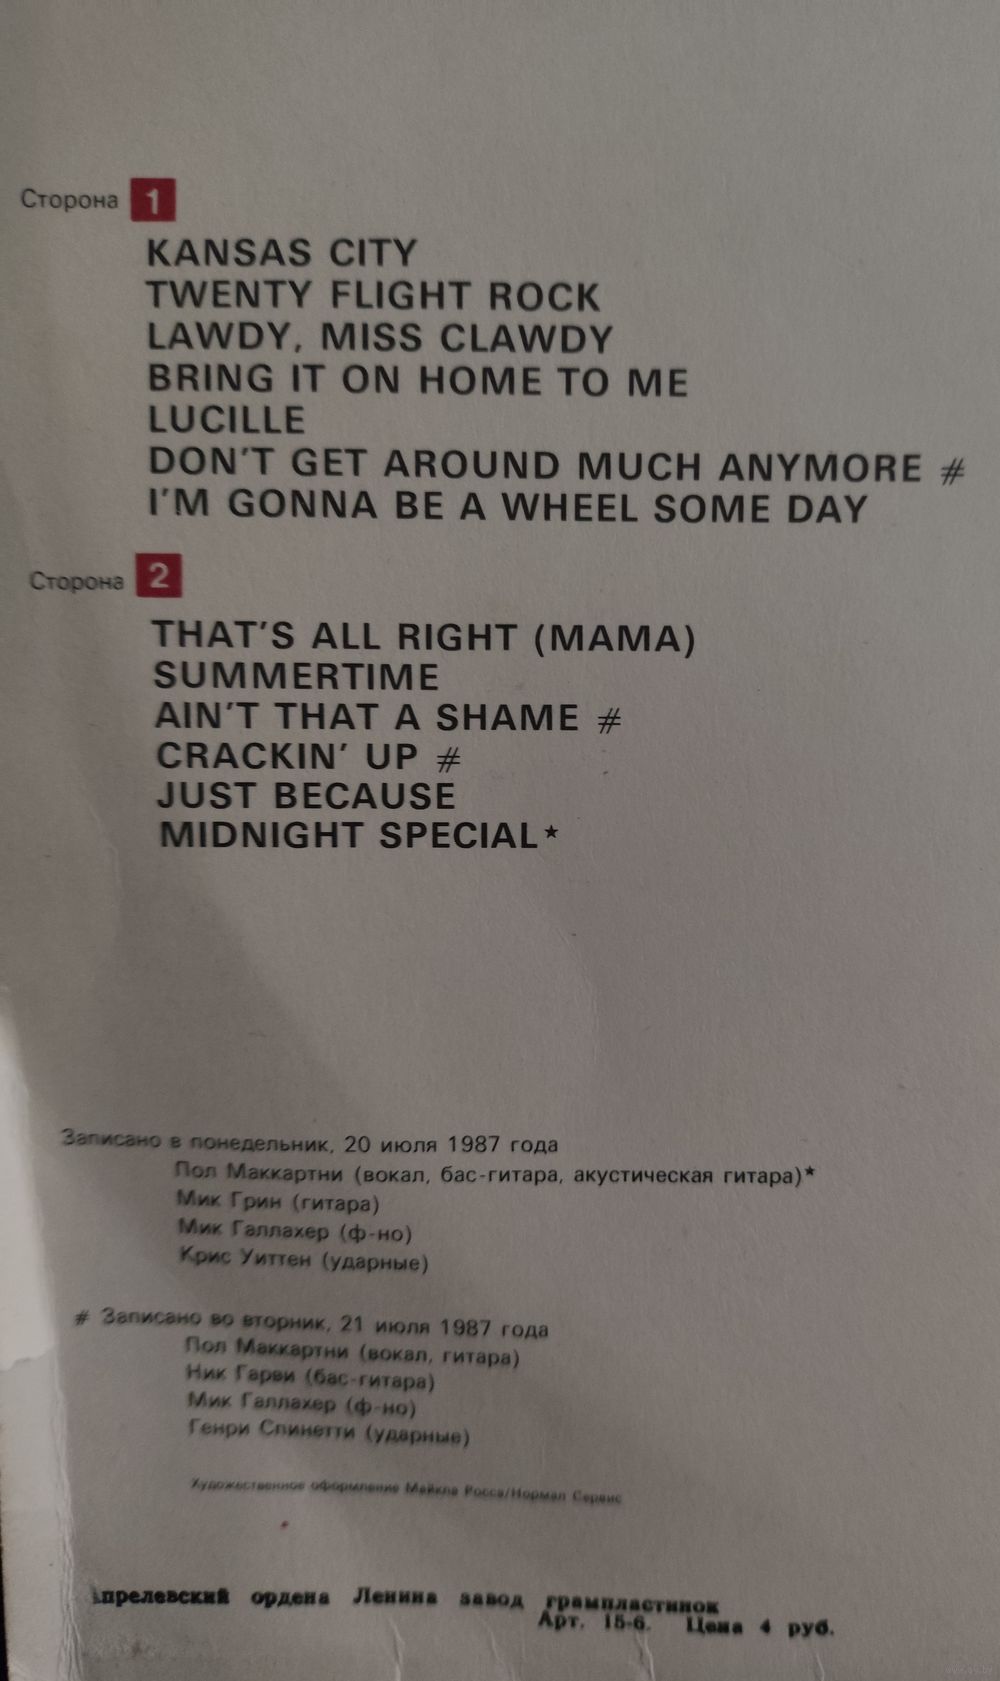 Сторона 1
KANSAS CITY
TWENTY FLIGHT ROCK
LAWDY, MISS CLAWDY
BRING IT ON HOME TO ME
LUCILLE
DON'T GET AROUND MUCH ANYMORE #
I'M GONNA BE A WHEEL SOME DAY
Сторона 2
THAT'S ALL RIGHT (MAMA)
SUMMERTIME
AIN'T THAT A SHAME #
CRACKIN' UP #
JUST BECAUSE
MIDNIGHT SPECIAL★
Записано в понедельник, 20 июля 1987 года
Пол Маккартни (вокал, бас-гитара, акустическая гитара)★
Мик Грин (гитара)
Мик Галлахер (ф-но)
Крис Уиттен (ударные)
# Записано во вторник, 21 июля 1987 года
Пол Маккартни (вокал, гитара)
Ник Гарви (бас-гитара)
Мик Галлахер (ф-но)
Генри Спинетти (ударные)
Художественное оформление Майкла Росса/Нормал Сервис
Апрелевский ордена Ленина завод грампластинок
Арт. 15-6. Цена 4 руб.